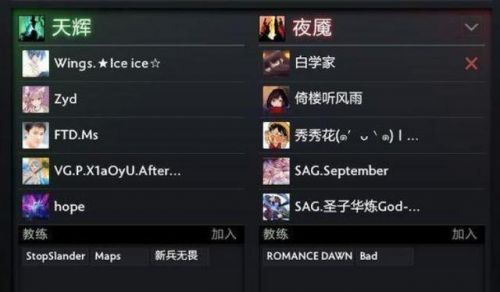 天辉
Wings.★Ice ice☆
Zyd
FTD.Ms
VG.P.X1aOyU.After...
hope
教练 加入
StopSlander Maps 新兵无畏
夜魇
白学家
倚楼听风雨
秀秀花(๑′ᴗ‵๑) I...
SAG.September
SAG.圣子华炼God-...
教练 加入
ROMANCE DAWN Bad